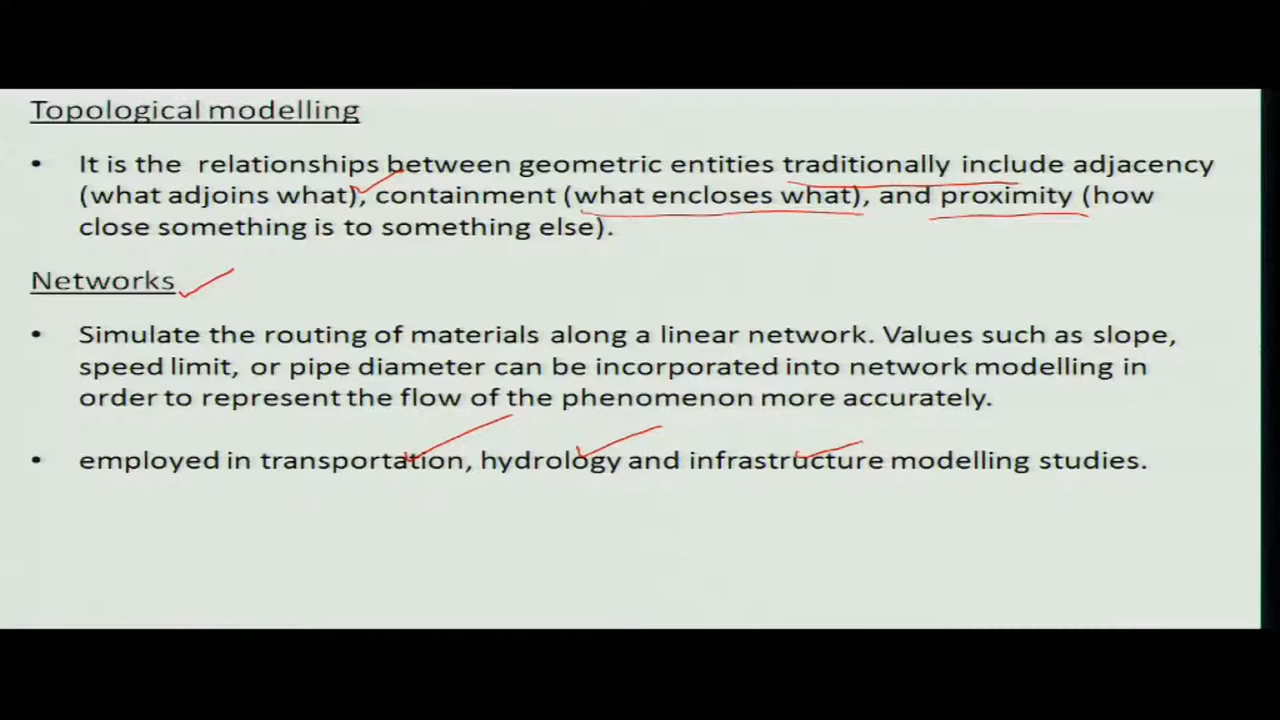 Topological modelling
• It is the relationships between geometric entities traditionally include adjacency
(what adjoins what), containment (what encloses what), and proximity (how
close something is to something else).
Networks
• Simulate the routing of materials along a linear network. Values such as slope,
speed limit, or pipe diameter can be incorporated into network modelling in
order to represent the flow of the phenomenon more accurately.
• employed in transportation, hydrology and infrastructure modelling studies.